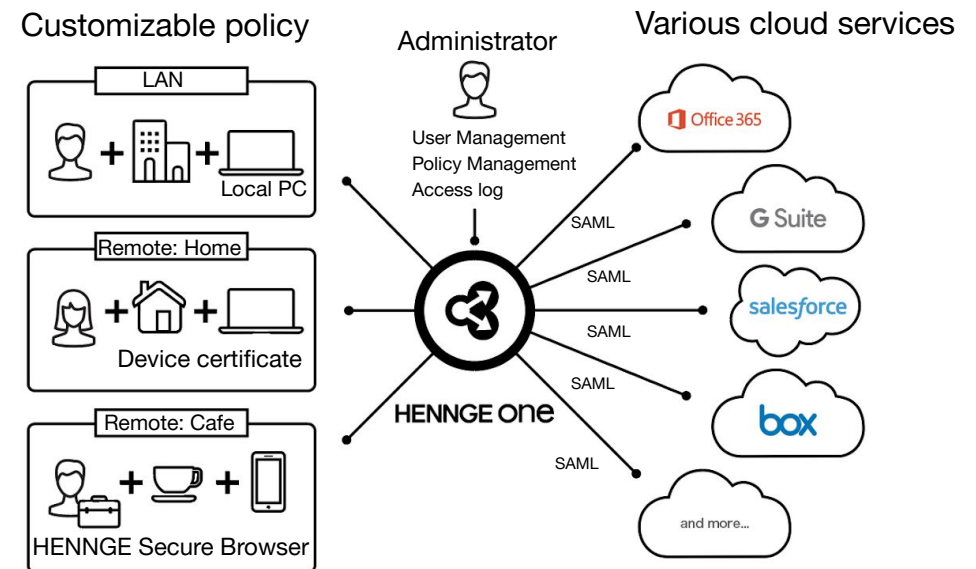 Customizable policy
LAN
Local PC
Remote: Home
Device certificate
Remote: Cafe
HENNGE Secure Browser
Administrator
User Management
Policy Management
Access log
HENNGE one
Various cloud services
SAML
Office 365
SAML
G Suite
SAML
salesforce
SAML
box
SAML
and more...